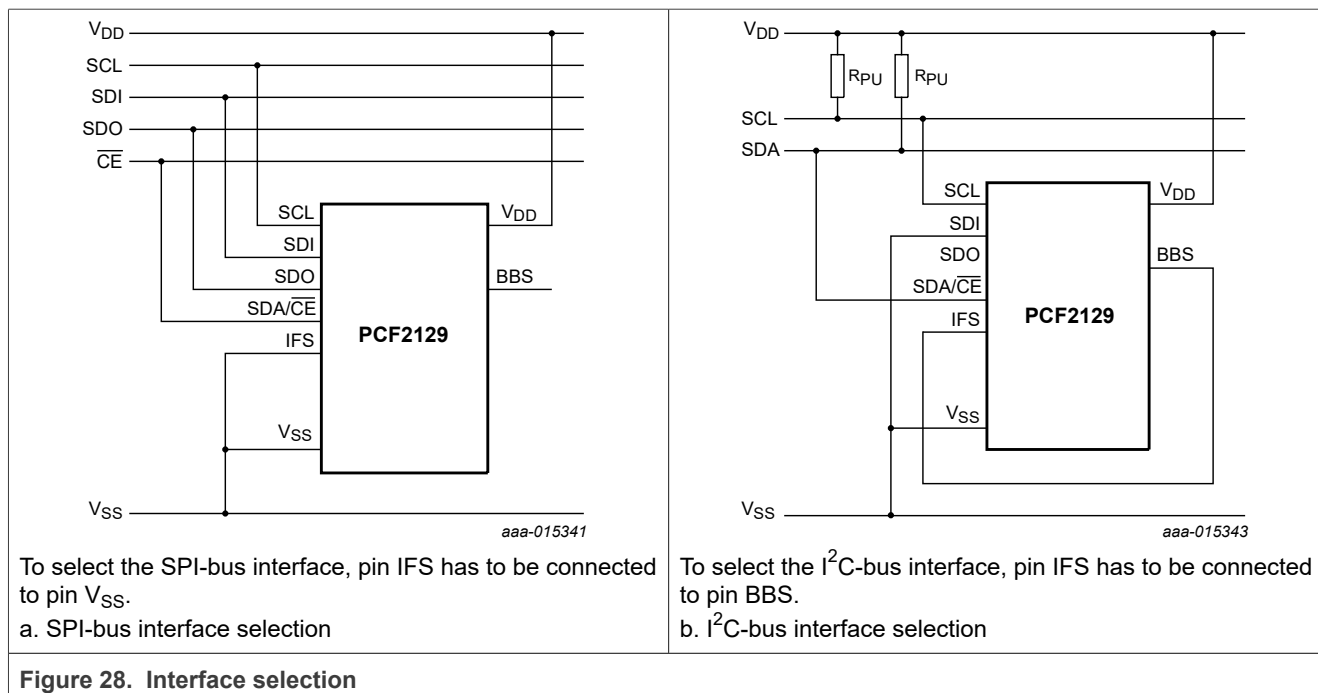 VDD
SCL
SDI
SDO
CE
SCL
VDD
SDI
SDO
BBS
SDA/CE
PCF2129
IFS
VSS
VSS
aaa-015341
To select the SPI-bus interface, pin IFS has to be connected
to pin VSS.
a. SPI-bus interface selection
VDD
RPU
RPU
SCL
SDA
SCL
VDD
SDI
SDO
BBS
SDA/CE
IFS
PCF2129
VSS
VSS
aaa-015343
To select the I2C-bus interface, pin IFS has to be connected
to pin BBS.
b. I2C-bus interface selection
Figure 28. Interface selection